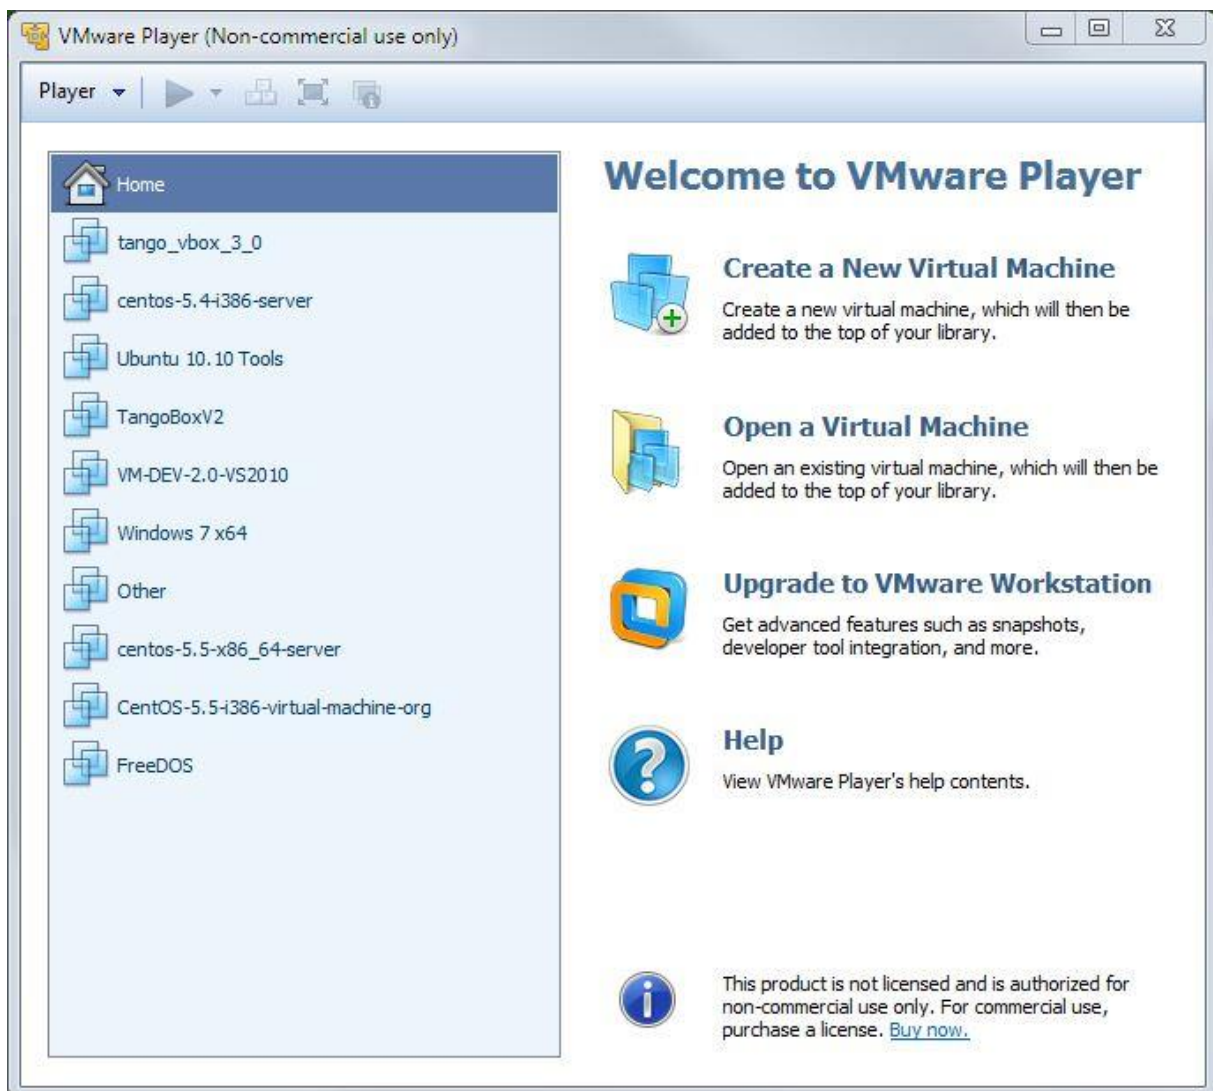 VMware Player (Non-commercial use only)
Player
Home
tango_vbox_3_0
centos-5.4-i386-server
Ubuntu 10.10 Tools
TangoBoxV2
VM-DEV-2.0-VS2010
Windows 7 x64
Other
centos-5.5-x86_64-server
CentOS-5.5-i386-virtual-machine-org
FreeDOS
Welcome to VMware Player
Create a New Virtual Machine
Create a new virtual machine, which will then be
added to the top of your library.
Open a Virtual Machine
Open an existing virtual machine, which will then be
added to the top of your library.
Upgrade to VMware Workstation
Get advanced features such as snapshots,
developer tool integration, and more.
Help
View VMware Player's help contents.
This product is not licensed and is authorized for
non-commercial use only. For commercial use,
purchase a license. Buy now.